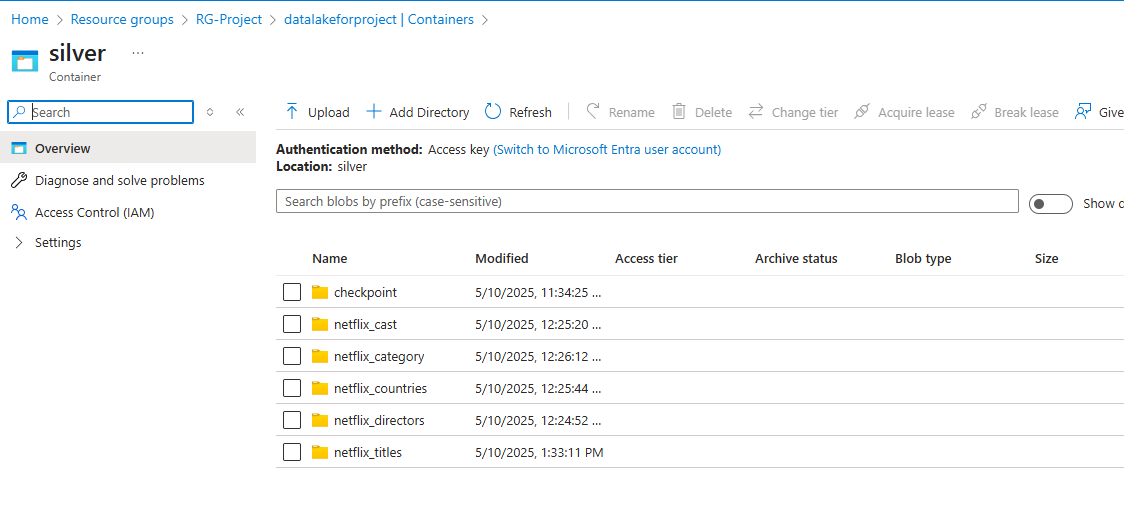 Home > Resource groups > RG-Project > datalakeforproject | Containers >
silver ...
Container
Search
Upload Add Directory Refresh Rename Delete Change tier Acquire lease Break lease Give
Overview
Diagnose and solve problems
Access Control (IAM)
Settings
Authentication method: Access key (Switch to Microsoft Entra user account)
Location: silver
Search blobs by prefix (case-sensitive)
Show
Name Modified Access tier Archive status Blob type Size
checkpoint 5/10/2025, 11:34:25 ...
netflix_cast 5/10/2025, 12:25:20 ...
netflix_category 5/10/2025, 12:26:12 ...
netflix_countries 5/10/2025, 12:25:44 ...
netflix_directors 5/10/2025, 12:24:52 ...
netflix_titles 5/10/2025, 1:33:11 PM